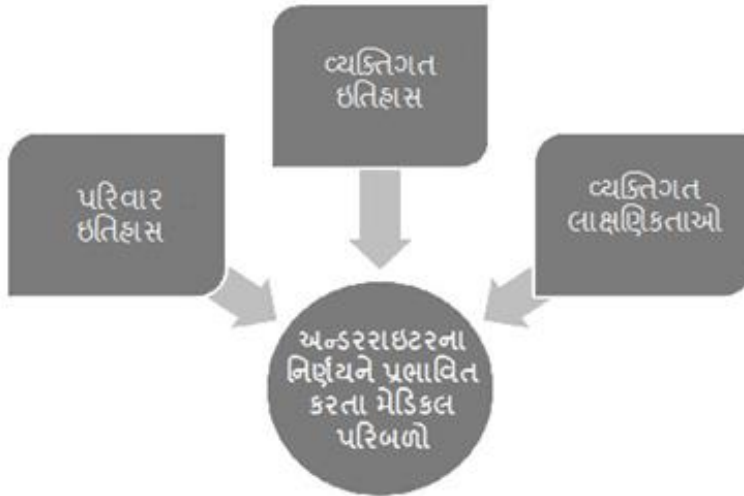 વ્યક્તિગત
ઇતિહાસ
પરિવાર
ઇતિહાસ
વ્યક્તિગત
લાક્ષણિકતાઓ
અન્ડરરાઇટરના
નિર્ણયને પ્રભાવિત
કરતા મેડિકલ
પરિબળો